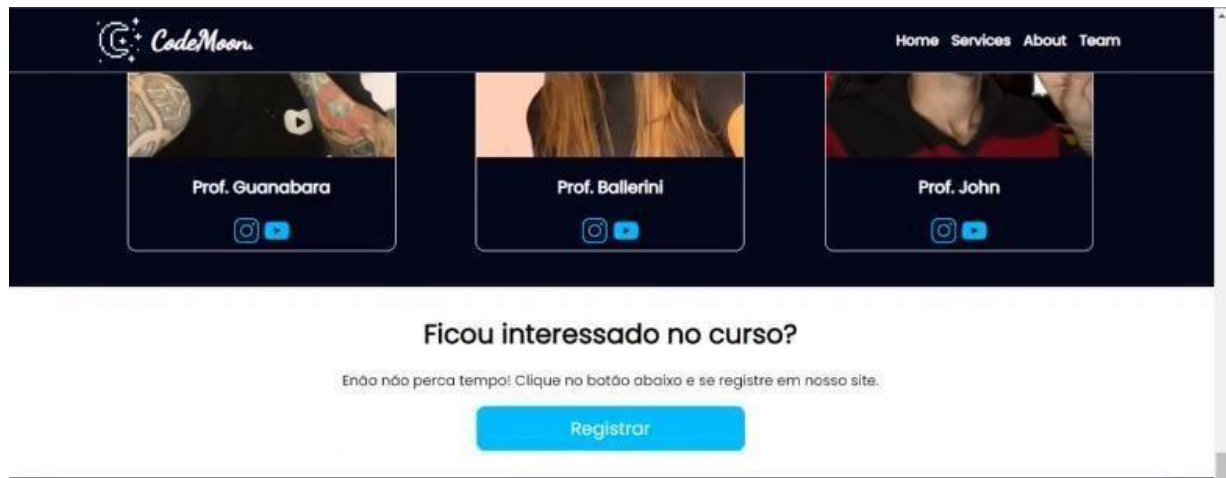 CodeMoon.
Home Services About Team
Prof. Guanabara
Prof. Ballerini
Prof. John
Ficou interessado no curso?
Enão não perca tempo! Clique no botão abaixo e se registre em nosso site.
Registrar